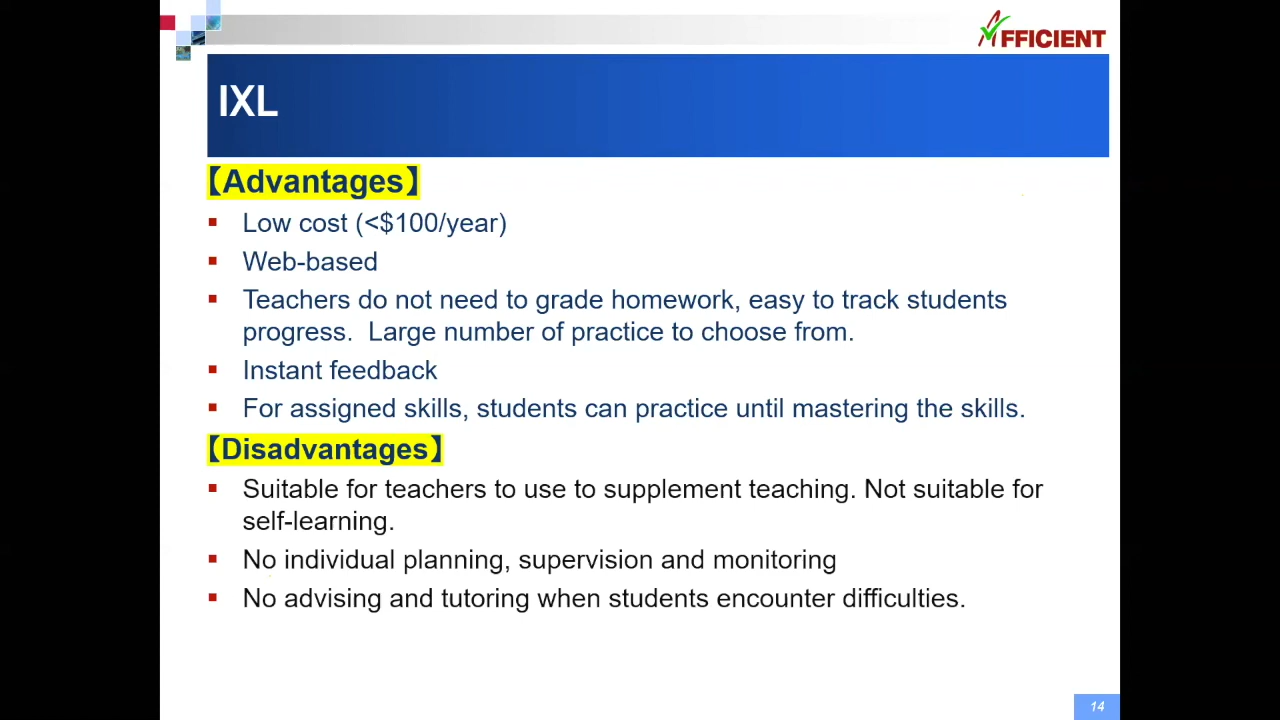 AFFICIENT
IXL
【Advantages】
▪ Low cost (<$100/year)
▪ Web-based
▪ Teachers do not need to grade homework, easy to track students
progress.  Large number of practice to choose from.
▪ Instant feedback
▪ For assigned skills, students can practice until mastering the skills.
【Disadvantages】
▪ Suitable for teachers to use to supplement teaching. Not suitable for
self-learning.
▪ No individual planning, supervision and monitoring
▪ No advising and tutoring when students encounter difficulties.
14